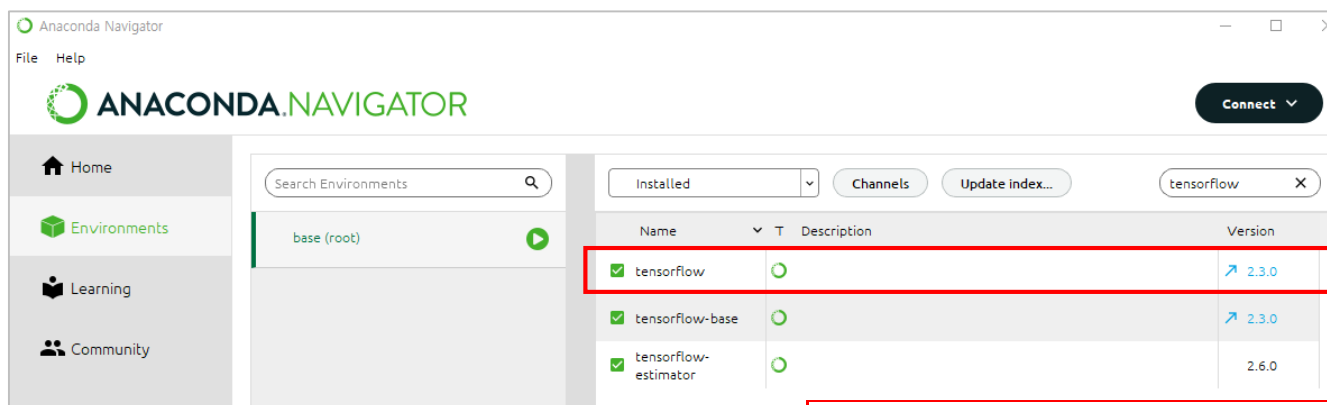 Anaconda Navigator
File Help
ANACONDA.NAVIGATOR
Connect
Home
Search Environments
Installed
Channels
Update index...
tensorflow
Environments
base (root)
Name T Description Version
tensorflow 2.3.0
Learning
tensorflow-base 2.3.0
Community
tensorflow-
estimator
2.6.0